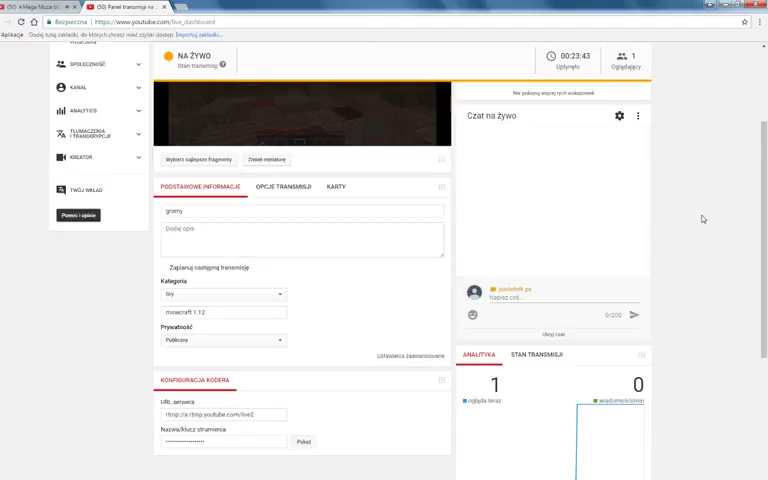 (50) ♦Mega Muza do
(50) Panel transmisji na
Bezpieczna | https://www.youtube.com/live_dashboard
Aplikacje Dodaj tutaj zakładki, do których chcesz mieć szybki dostęp. Importuj zakładki...
SPOŁECZNOŚĆ
KANAŁ
ANALYTICS
TŁUMACZENIA
I TRANSKRYPCJE
KREATOR
TWÓJ WKŁAD
Pomoc i opinie
NA ŻYWO
Stan transmisji
00:23:43
Upłynęło
1
Oglądający
Wybierz najlepsze fragmenty
Zmień miniaturę
PODSTAWOWE INFORMACJE
OPCJE TRANSMISJI
KARTY
gromy
Dodaj opis
Zaplanuj następną transmisję
Kategoria
Gry
minecraft 1.12
Prywatność
Publiczny
Ustawienia zaawansowane
KONFIGURACJA KODERA
URL serwera
rtmp://a.rtmp.youtube.com/live2
Nazwa/klucz strumienia
Pokaż
Nie pokazuj więcej tych wskazówek
Czat na żywo
pastelnik ps
Napisz coś...
0/200
Ukryj czat
ANALITYKA
STAN TRANSMISJI
1
ogląda teraz
0
wiadomości/min